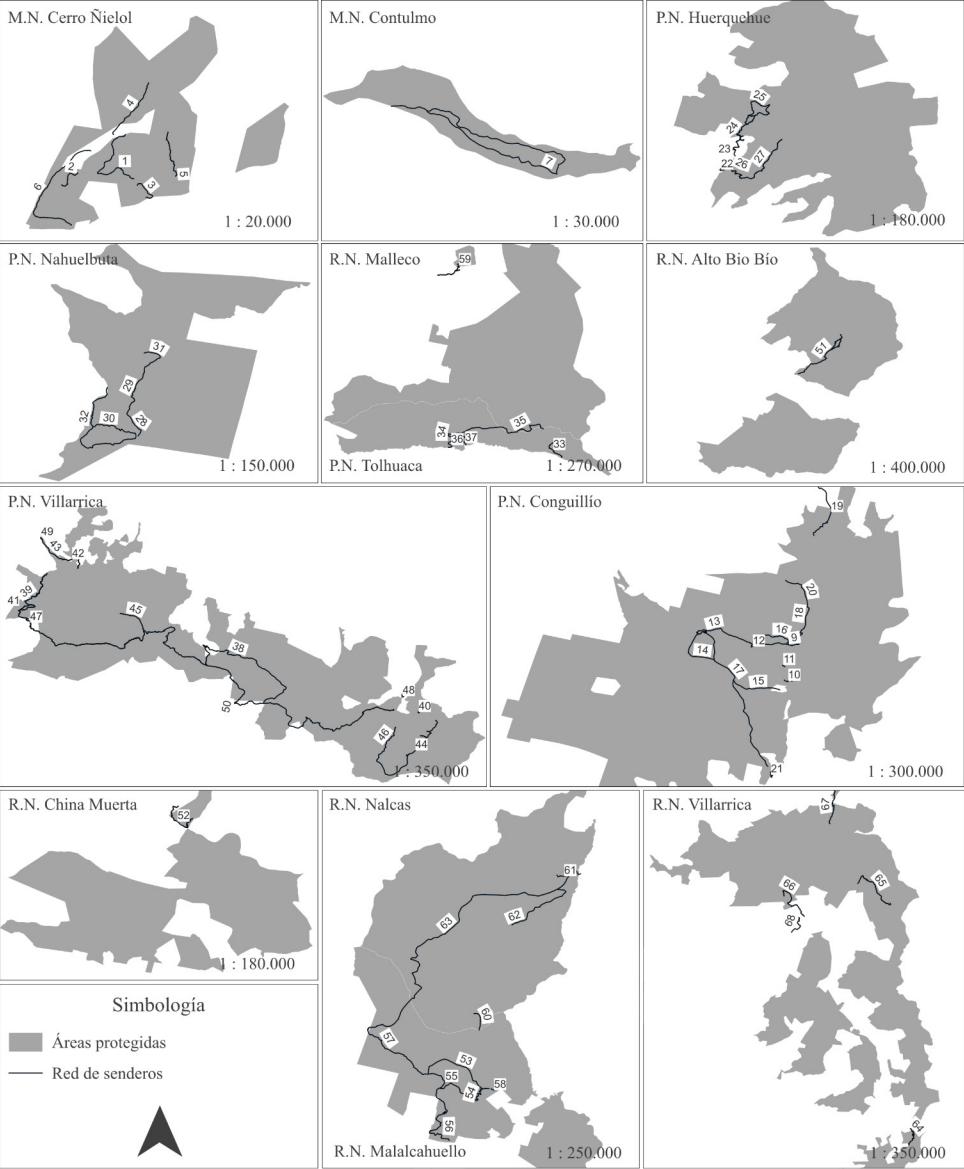 M.N. Cerro Ñielol
4
1
2
3
5
6
1 : 20.000
M.N. Contulmo
7
1 : 30.000
P.N. Huerquehue
25
24
23
22
26
27
1 : 180.000
P.N. Nahuelbuta
31
29
32
30
28
1 : 150.000
R.N. Malleco
59
34
36
37
35
33
P.N. Tolhuaca
1 : 270.000
R.N. Alto Bio Bío
51
1 : 400.000
P.N. Villarrica
49
43
42
39
41
47
45
38
50
48
40
46
44
1 : 350.000
P.N. Conguillío
19
20
18
13
16
9
12
14
11
17
10
15
21
1 : 300.000
R.N. China Muerta
52
1 : 180.000
R.N. Nalcas
61
62
63
60
57
53
55
58
54
56
R.N. Malalcahuello
1 : 250.000
R.N. Villarrica
67
66
65
68
64
1 : 350.000
Simbología
Áreas protegidas
Red de senderos